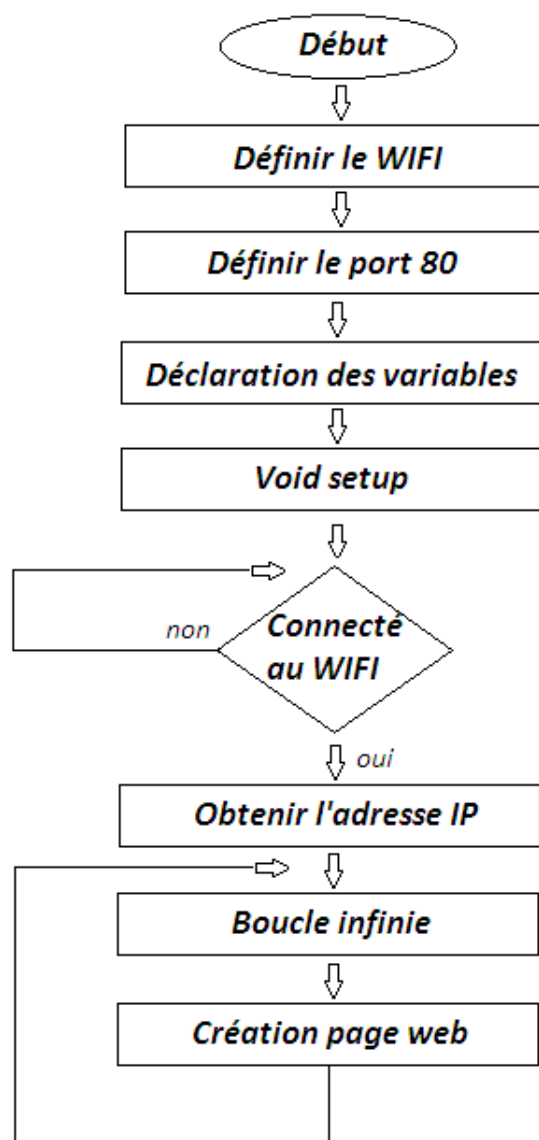 Début
Définir le WIFI
Définir le port 80
Déclaration des variables
Void setup
Connecté
au WIFI
non
oui
Obtenir l'adresse IP
Boucle infinie
Création page web